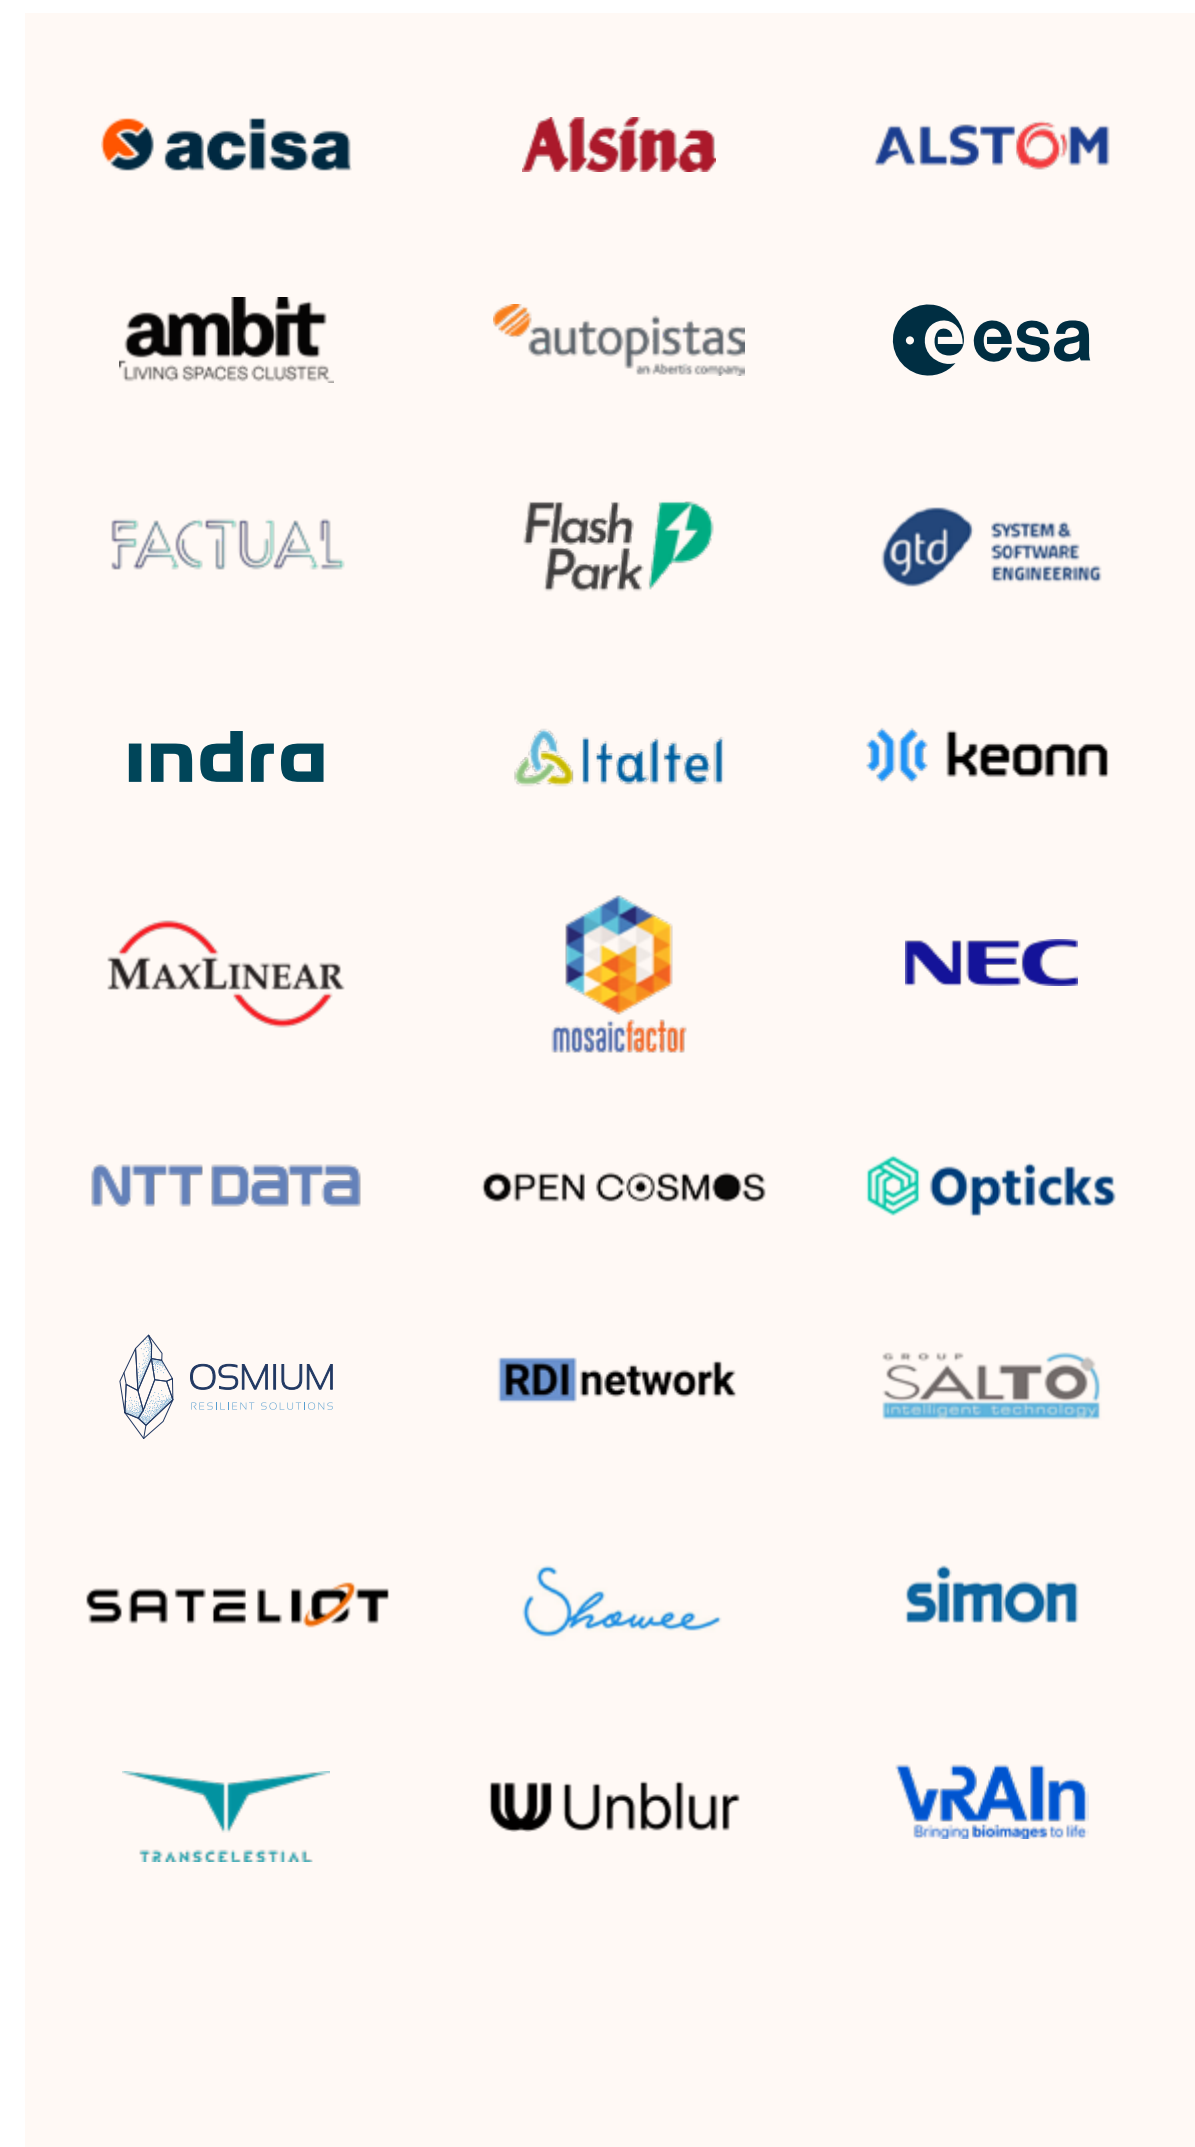 acisa
Alsína
ALSTOM
ambit
LIVING SPACES CLUSTER
autopistas
an Abertis company
esa
FACTUAL
Flash
Park
gtd
SYSTEM &
SOFTWARE
ENGINEERING
indra
Italtel
keonn
MAXLINEAR
mosaicfactor
NEC
NTT DATA
OPEN COSMOS
Opticks
OSMIUM
RESILIENT SOLUTIONS
RDI network
GROUP
SALTO
intelligent technology
SATELIOT
Showee
simon
TRANSCELESTIAL
Unblur
VRAIn
Bringing bioimages to life